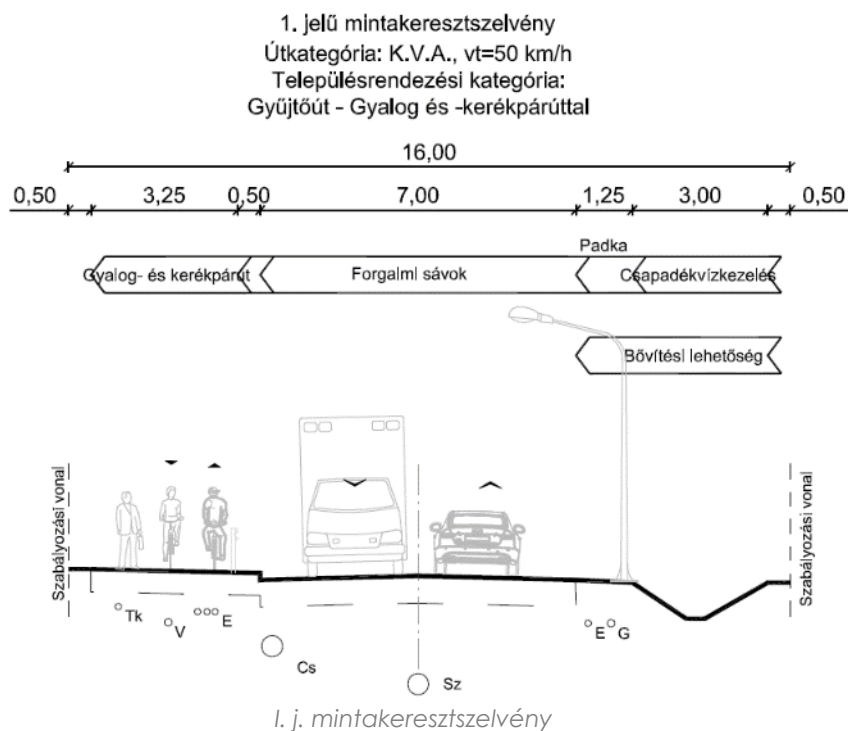 1. jelű mintakeresztszelvény
Útkategória: K.V.A., vt=50 km/h
Településrendezési kategória:
Gyűjtőút - Gyalog és -kerékpárúttal
16,00
0,50 3,25 0,50 7,00 1,25 3,00 0,50
Padka
Gyalog- és kerékpárút Forgalmi sávok Csapadékvízkezelés
Bővítési lehetőség
Szabályozási vonal
Szabályozási vonal
Tk V E E G
Cs
Sz
I. j. mintakeresztszelvény